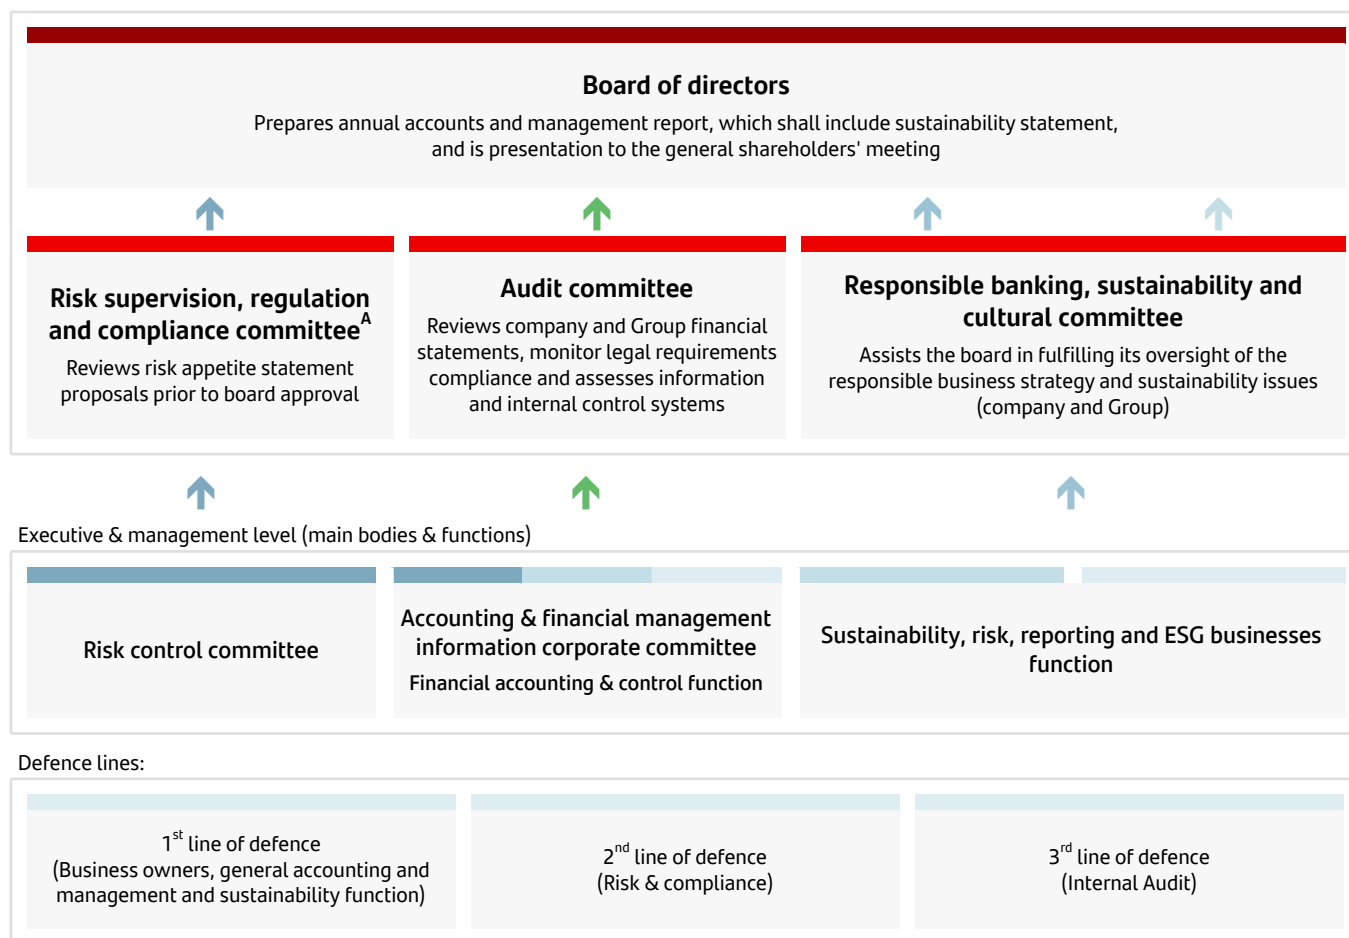 Board of directors
Prepares annual accounts and management report, which shall include sustainability statement,
and is presentation to the general shareholders' meeting
Risk supervision, regulation
and compliance committee^A
Reviews risk appetite statement
proposals prior to board approval
Audit committee
Reviews company and Group financial
statements, monitor legal requirements
compliance and assesses information
and internal control systems
Responsible banking, sustainability and
cultural committee
Assists the board in fulfilling its oversight of the
responsible business strategy and sustainability issues
(company and Group)
Executive & management level (main bodies & functions)
Risk control committee
Accounting & financial management
information corporate committee
Financial accounting & control function
Sustainability, risk, reporting and ESG businesses
function
Defence lines:
1st line of defence
(Business owners, general accounting and
management and sustainability function)
2nd line of defence
(Risk & compliance)
3rd line of defence
(Internal Audit)